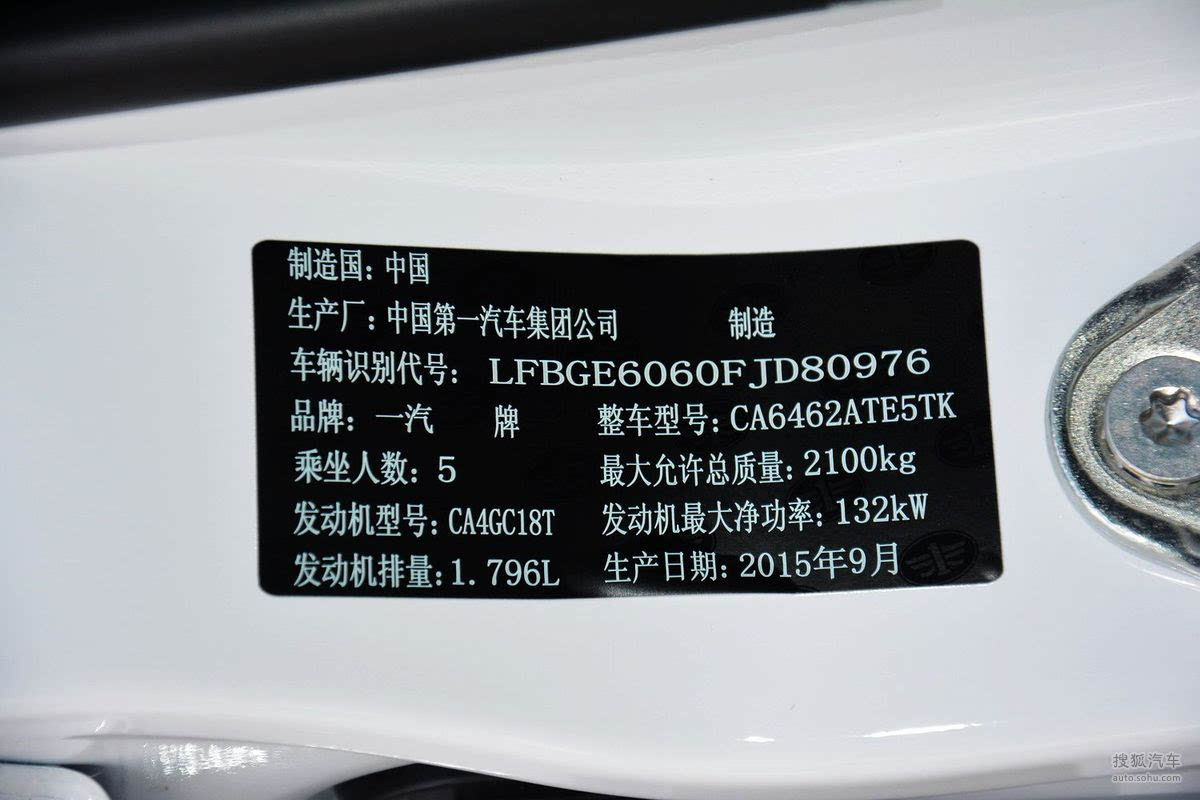 制造国：中国
生产厂：中国第一汽车集团公司 制造
车辆识别代号：LFBGE6060FJD80976
品牌：一汽 牌 整车型号：CA6462ATE5TK
乘坐人数：5 最大允许总质量：2100kg
发动机型号：CA4GC18T 发动机最大净功率：132kW
发动机排量：1.796L 生产日期：2015年9月
搜狐汽车
auto.sohu.com